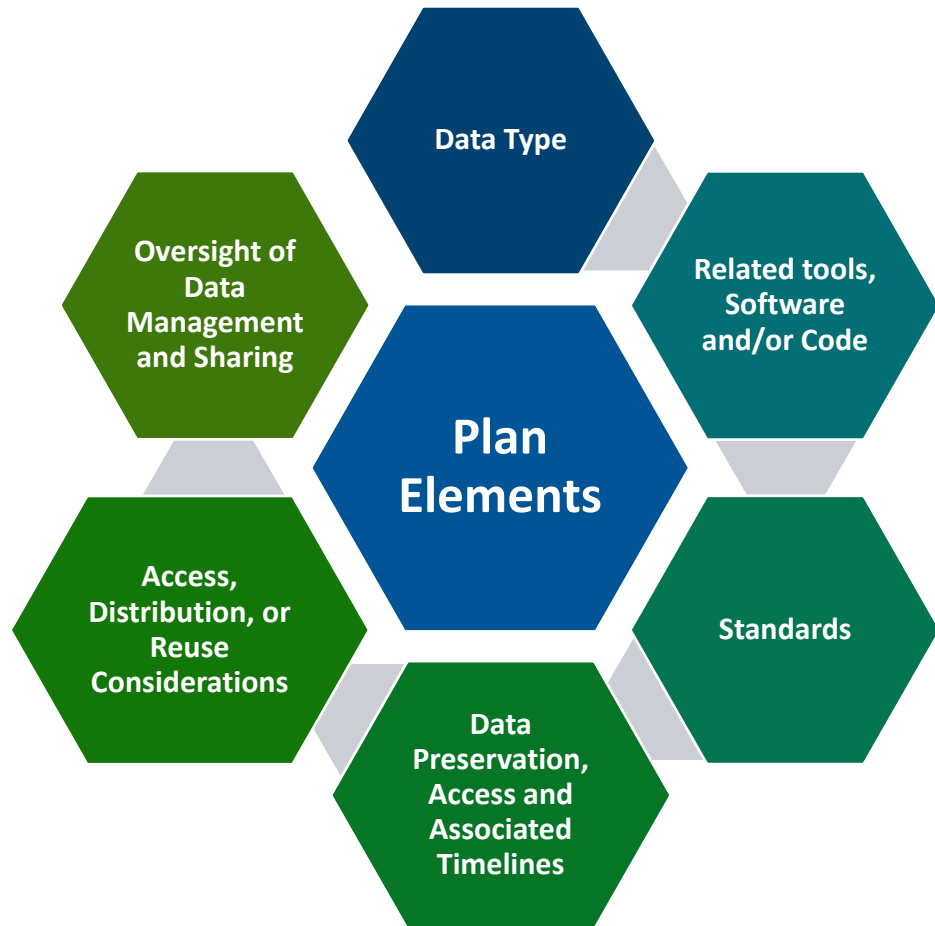 Data Type
Related tools,
Software
and/or Code
Standards
Data
Preservation,
Access and
Associated
Timelines
Access,
Distribution, or
Reuse
Considerations
Oversight of
Data
Management
and Sharing
Plan
Elements